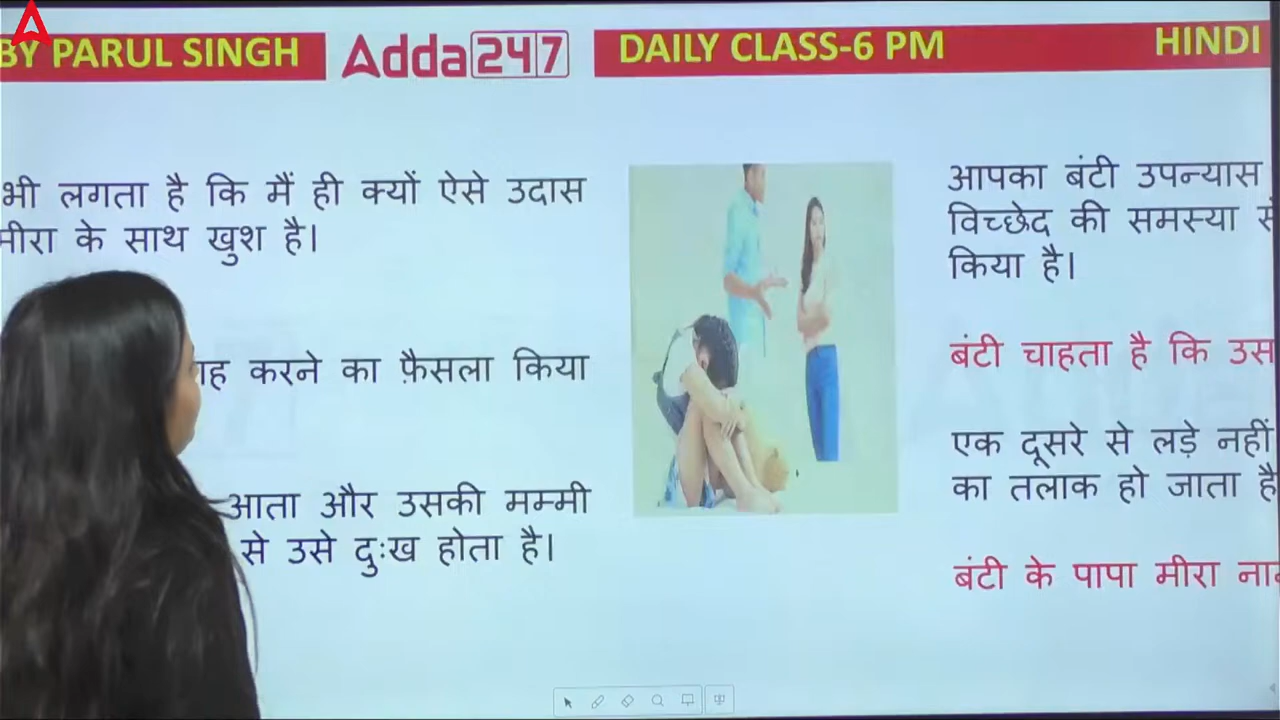 BY PARUL SINGH
Adda247
DAILY CLASS-6 PM
HINDI
भी लगता है कि मैं ही क्यों ऐसे उदास
मीरा के साथ खुश है।
करने का फ़ैसला किया
आता और उसकी मम्मी
से उसे दुःख होता है।
आपका बंटी उपन्यास
विच्छेद की समस्या
किया है।
बंटी चाहता है कि उस
एक दूसरे से लड़े नहीं
का तलाक हो जाता है
बंटी के पापा मीरा